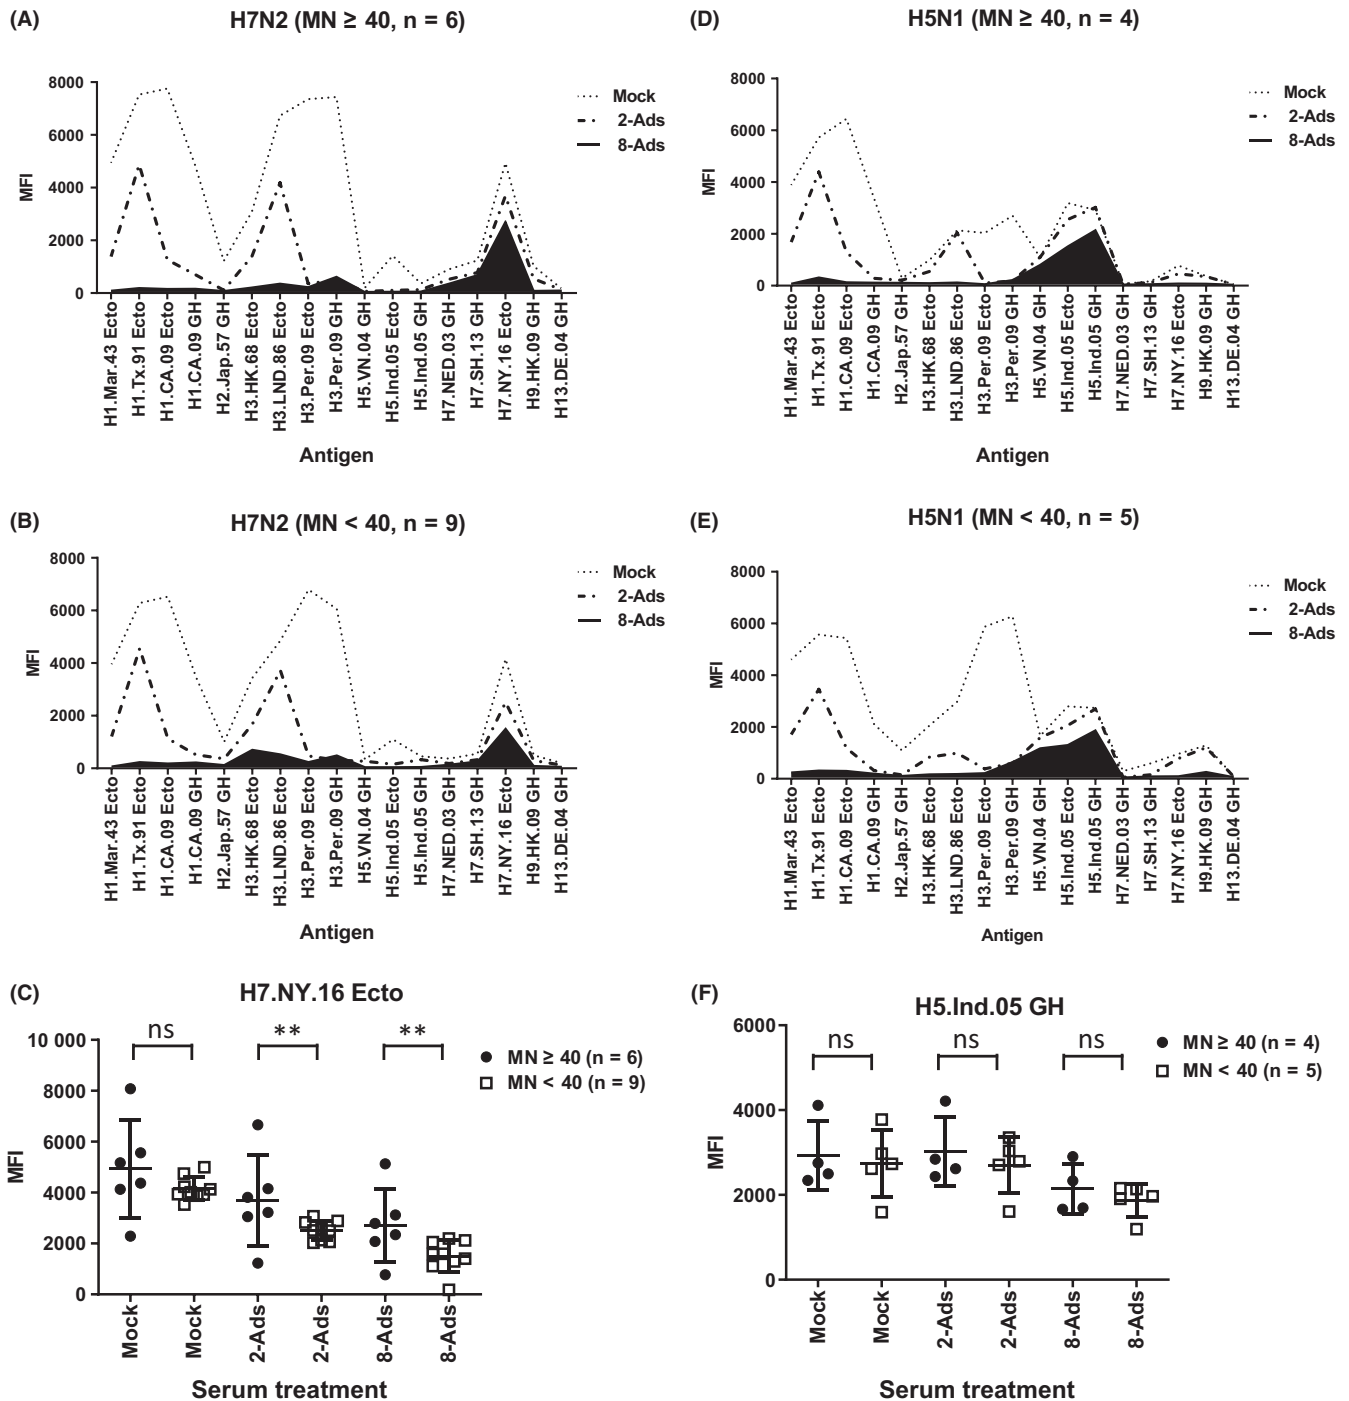 (A)
H7N2 (MN ≥ 40, n = 6)
8000
6000
4000
2000
0
MFI
Mock
2-Ads
8-Ads
H1.Mar.43 Ecto
H1.Tx.91 Ecto
H1.CA.09 Ecto
H1.CA.09 GH
H2.Jap.57 GH
H3.HK.68 Ecto
H3.LND.86 Ecto
H3.Per.09 Ecto
H3.Per.09 GH
H5.VN.04 GH
H5.Ind.05 Ecto
H5.Ind.05 GH
H7.NED.03 GH
H7.SH.13 GH
H7.NY.16 Ecto
H9.HK.09 GH
H13.DE.04 GH
Antigen
(D)
H5N1 (MN ≥ 40, n = 4)
8000
6000
4000
2000
0
MFI
Mock
2-Ads
8-Ads
H1.Mar.43 Ecto
H1.Tx.91 Ecto
H1.CA.09 Ecto
H1.CA.09 GH
H2.Jap.57 GH
H3.HK.68 Ecto
H3.LND.86 Ecto
H3.Per.09 Ecto
H3.Per.09 GH
H5.VN.04 GH
H5.Ind.05 Ecto
H5.Ind.05 GH
H7.NED.03 GH
H7.SH.13 GH
H7.NY.16 Ecto
H9.HK.09 GH
H13.DE.04 GH
Antigen
(B)
H7N2 (MN < 40, n = 9)
8000
6000
4000
2000
0
MFI
Mock
2-Ads
8-Ads
H1.Mar.43 Ecto
H1.Tx.91 Ecto
H1.CA.09 Ecto
H1.CA.09 GH
H2.Jap.57 GH
H3.HK.68 Ecto
H3.LND.86 Ecto
H3.Per.09 Ecto
H3.Per.09 GH
H5.VN.04 GH
H5.Ind.05 Ecto
H5.Ind.05 GH
H7.NED.03 GH
H7.SH.13 GH
H7.NY.16 Ecto
H9.HK.09 GH
H13.DE.04 GH
Antigen
(E)
H5N1 (MN < 40, n = 5)
8000
6000
4000
2000
0
MFI
Mock
2-Ads
8-Ads
H1.Mar.43 Ecto
H1.Tx.91 Ecto
H1.CA.09 Ecto
H1.CA.09 GH
H2.Jap.57 GH
H3.HK.68 Ecto
H3.LND.86 Ecto
H3.Per.09 Ecto
H3.Per.09 GH
H5.VN.04 GH
H5.Ind.05 Ecto
H5.Ind.05 GH
H7.NED.03 GH
H7.SH.13 GH
H7.NY.16 Ecto
H9.HK.09 GH
H13.DE.04 GH
Antigen
(C)
H7.NY.16 Ecto
10 000
8000
6000
4000
2000
0
MFI
ns
**
**
MN ≥ 40 (n = 6)
MN < 40 (n = 9)
Mock
Mock
2-Ads
2-Ads
8-Ads
8-Ads
Serum treatment
(F)
H5.Ind.05 GH
6000
4000
2000
0
MFI
ns
ns
ns
MN ≥ 40 (n = 4)
MN < 40 (n = 5)
Mock
Mock
2-Ads
2-Ads
8-Ads
8-Ads
Serum treatment